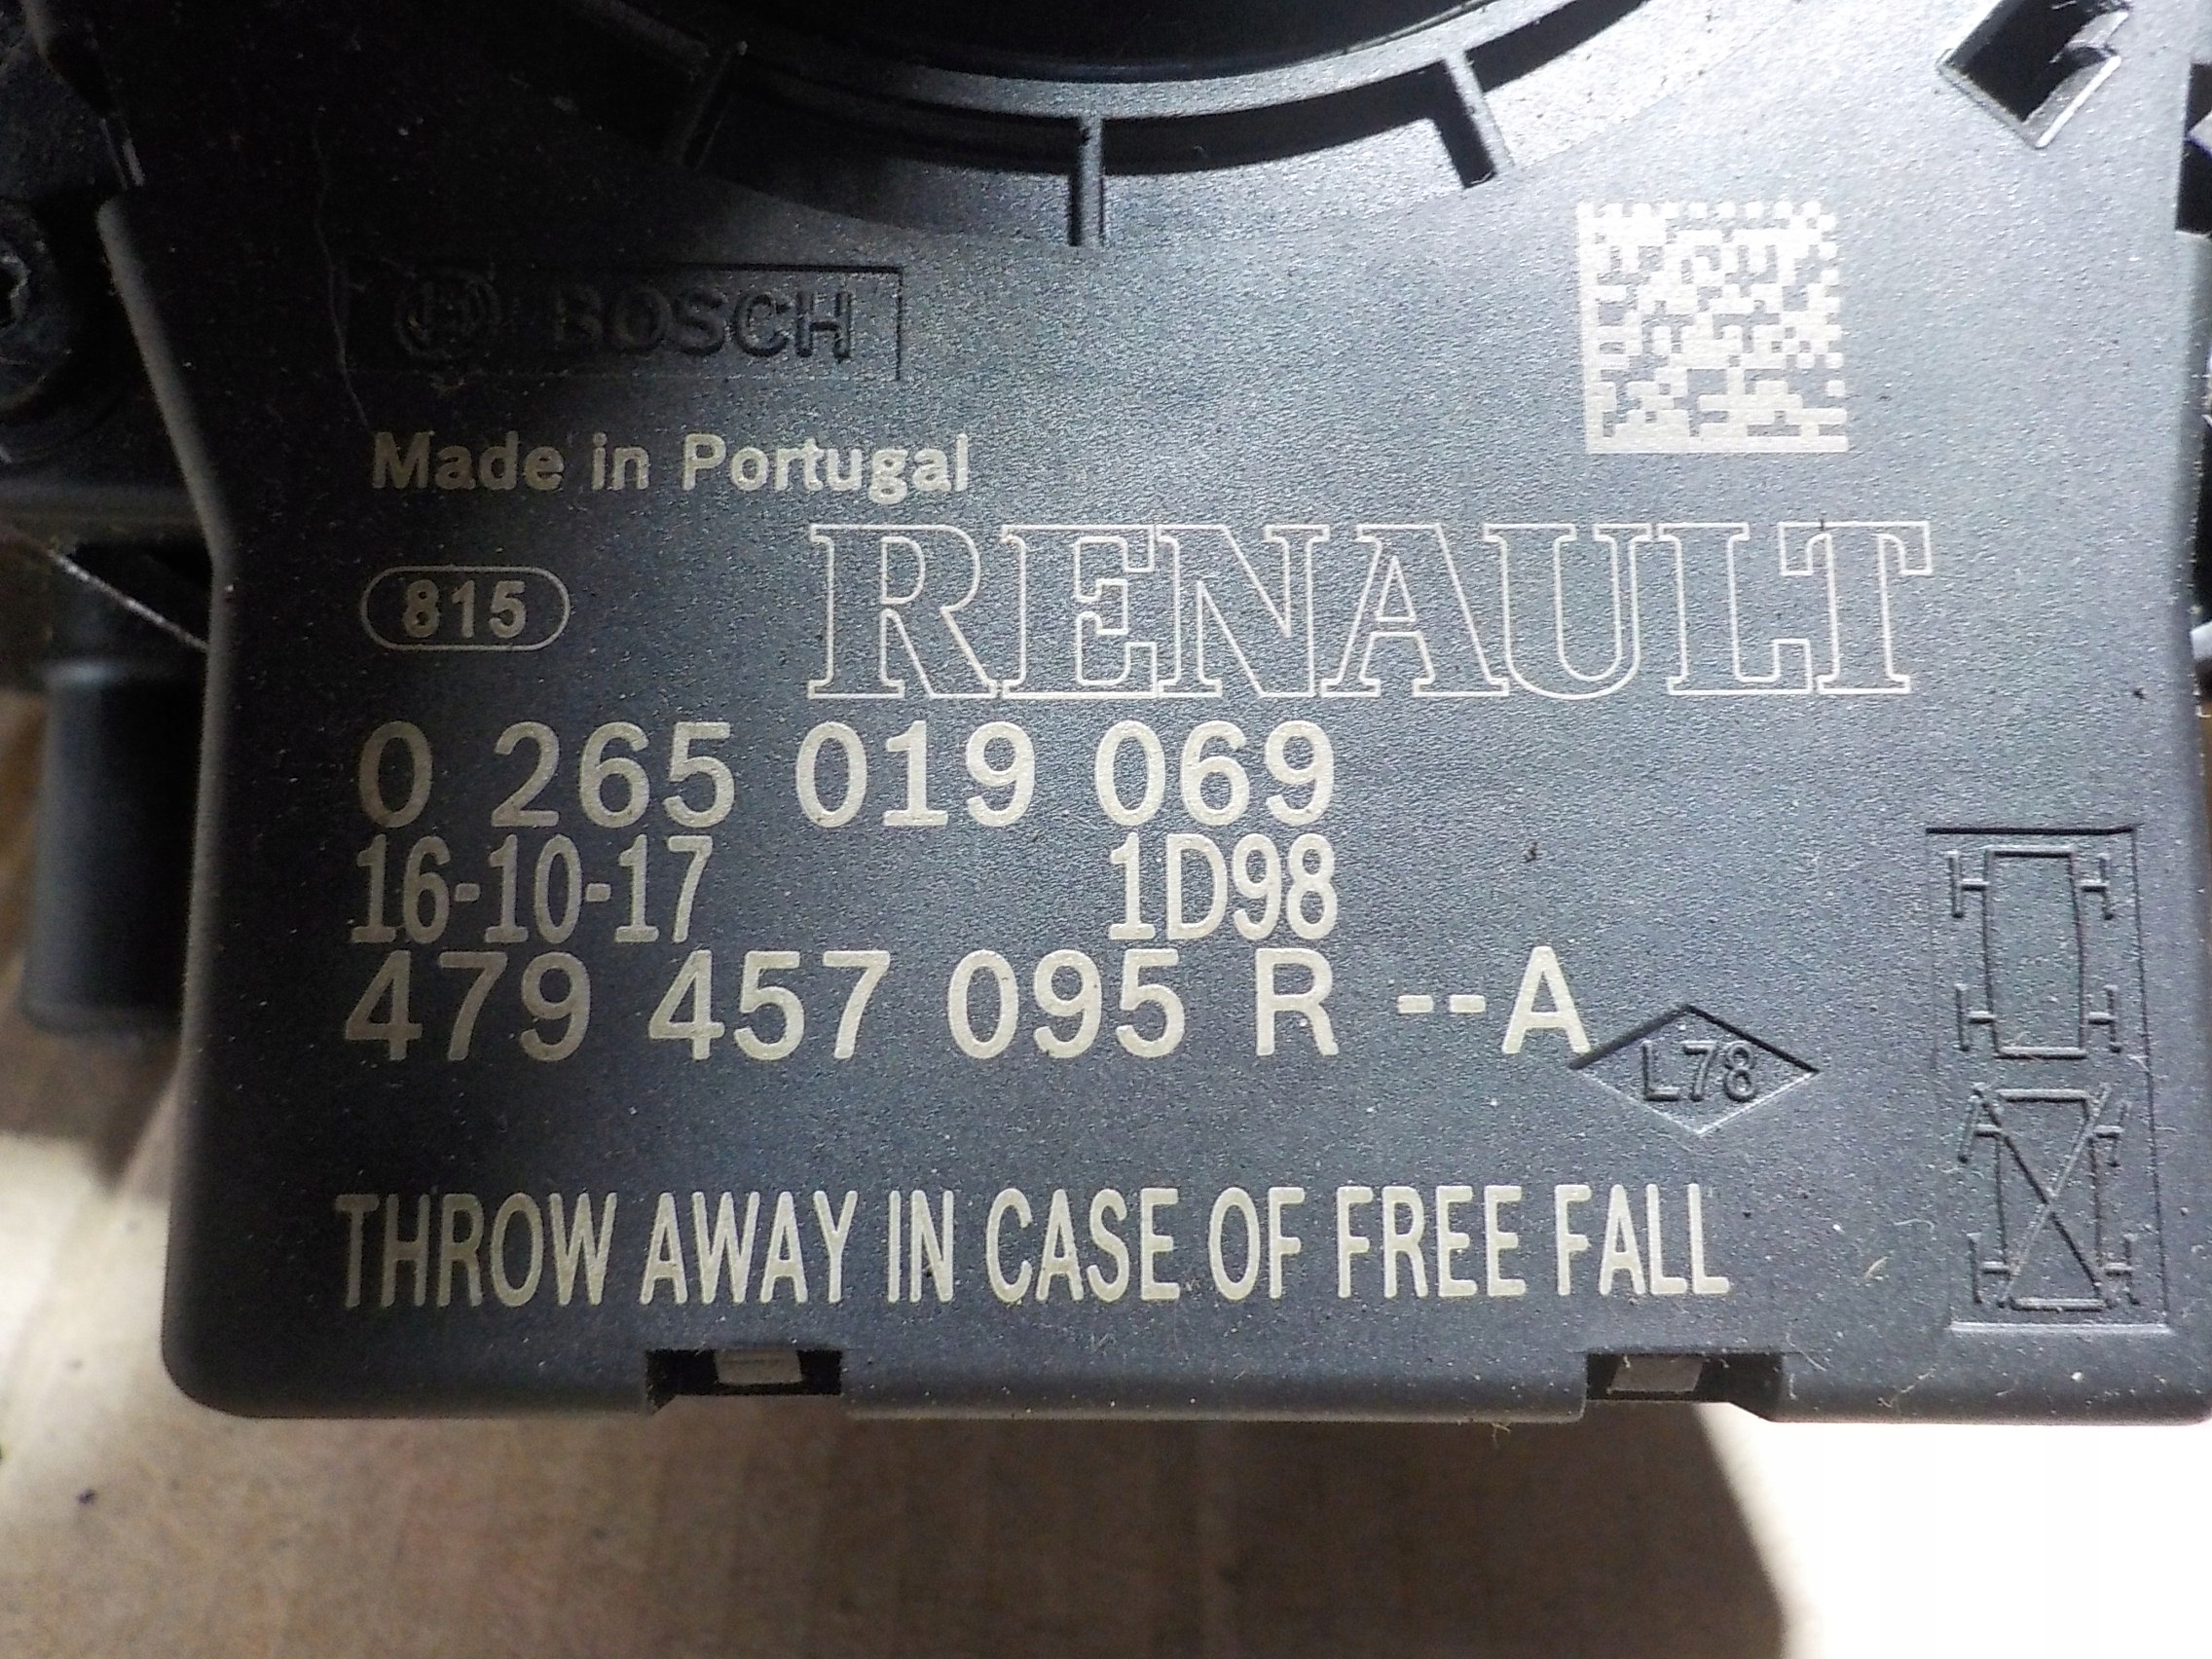 BOSCH
Made in Portugal
815
RENAULT
0 265 019 069
16-10-17 1D98
479 457 095 R --A
L78
THROW AWAY IN CASE OF FREE FALL